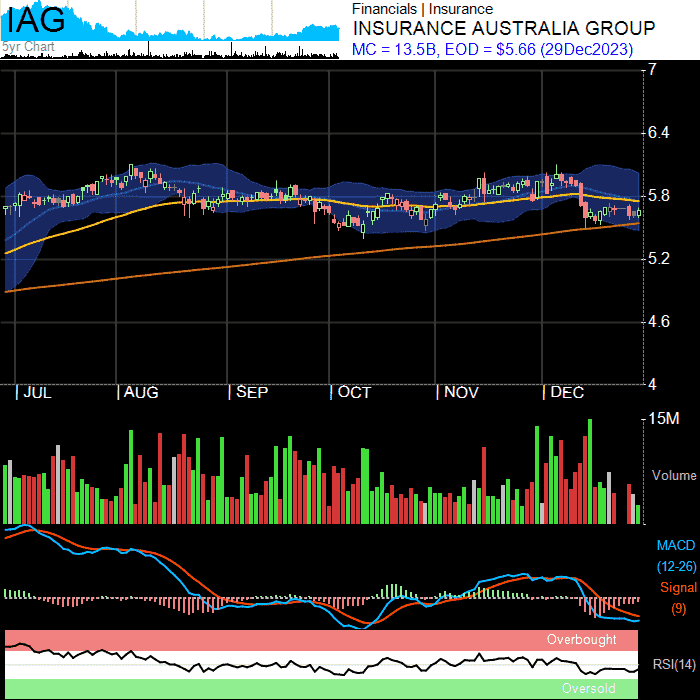 IAG
5yr Chart
Financials | Insurance
INSURANCE AUSTRALIA GROUP
MC = 13.5B, EOD = $5.66 (29Dec2023)
7
6.4
5.8
5.2
4.6
4
JUL AUG SEP OCT NOV DEC
15M
Volume
MACD
(12-26)
Signal
(9)
Overbought
RSI(14)
Oversold